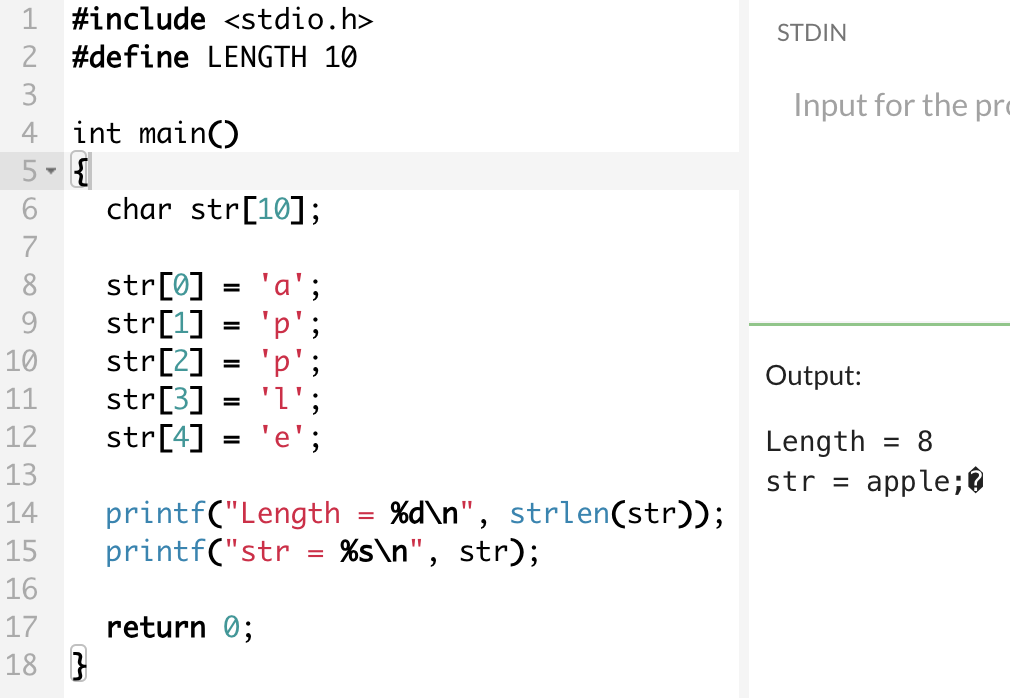 1 #include <stdio.h>
2 #define LENGTH 10
3
4 int main()
5 {
6 char str[10];
7
8 str[0] = 'a';
9 str[1] = 'p';
10 str[2] = 'p';
11 str[3] = 'l';
12 str[4] = 'e';
13
14 printf("Length = %d\n", strlen(str));
15 printf("str = %s\n", str);
16
17 return 0;
18 }
STDIN
Input for the pro
Output:
Length = 8
str = apple;�